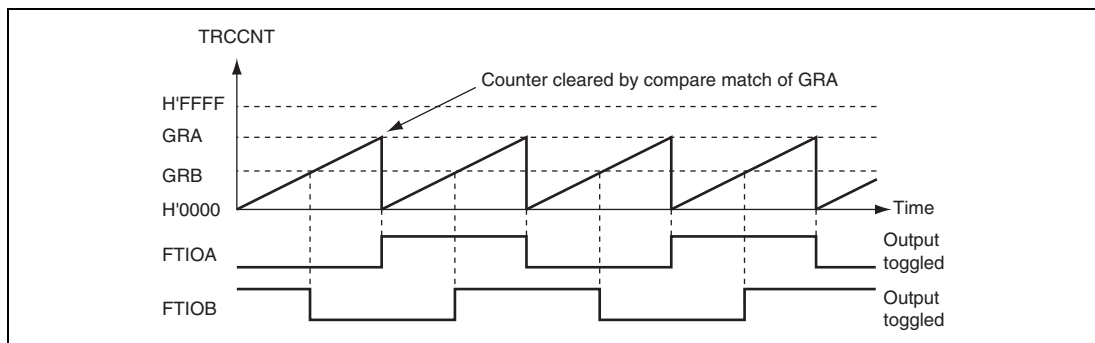 TRCCNT
Counter cleared by compare match of GRA
H'FFFF
GRA
GRB
H'0000
Time
FTIOA
Output
toggled
FTIOB
Output
toggled